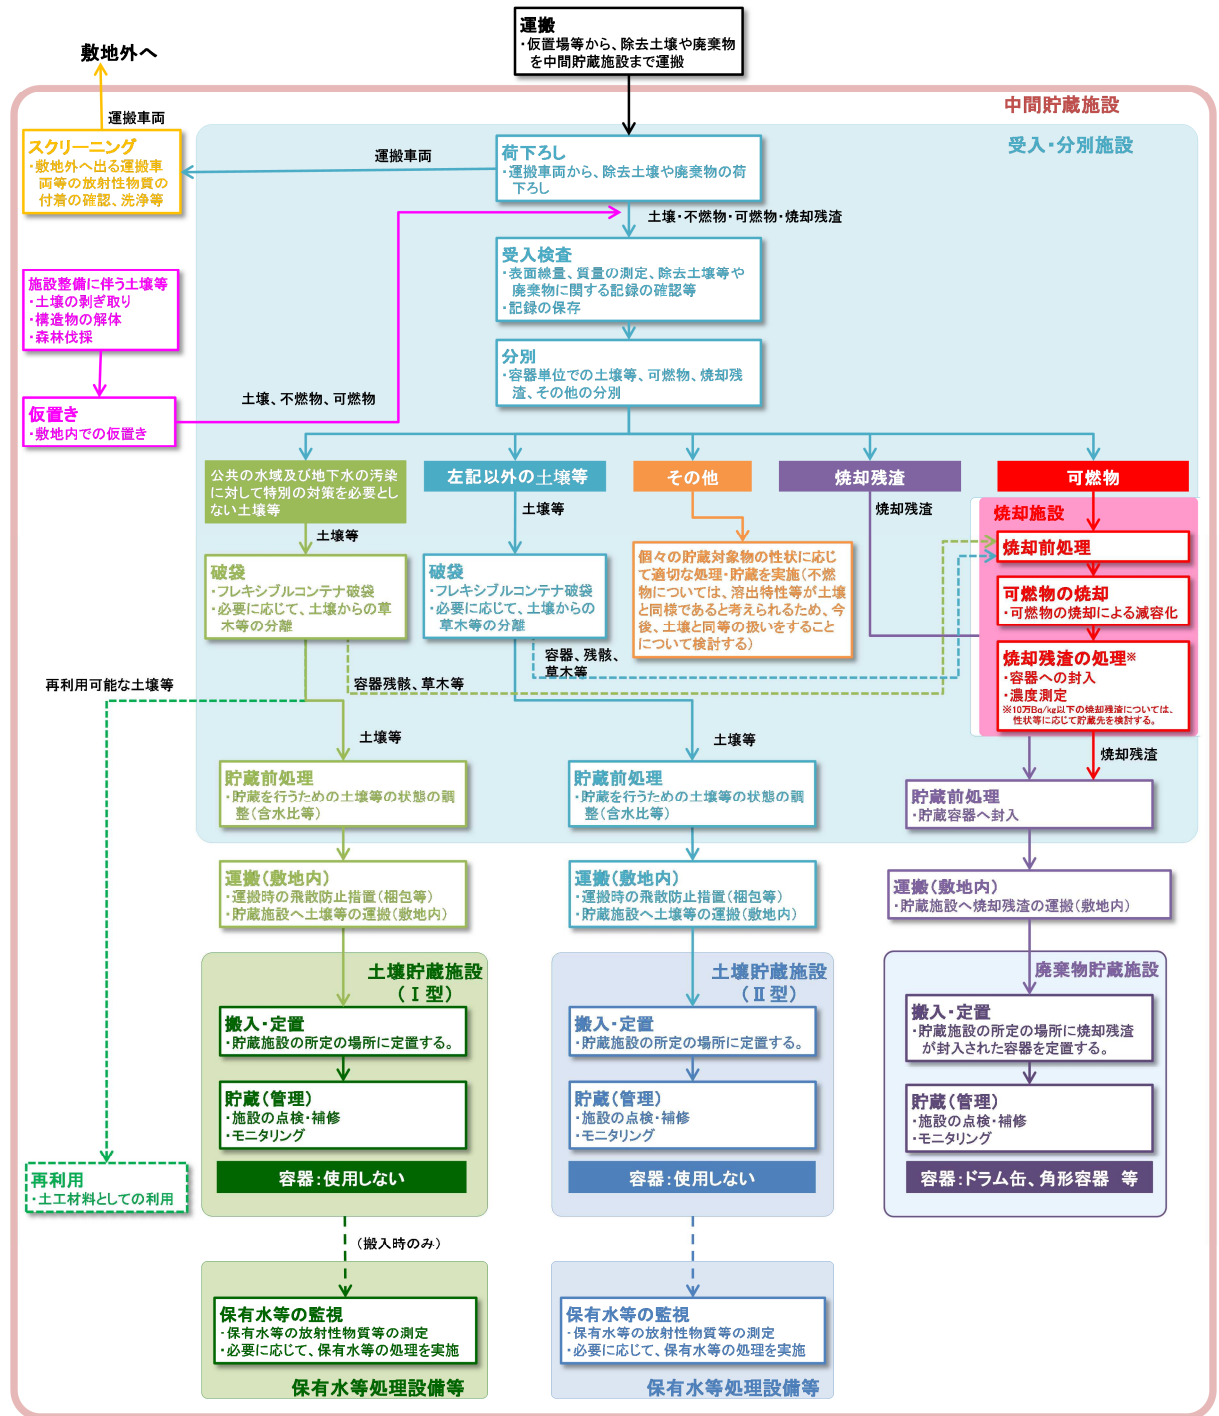 運搬
・仮置場等から、除去土壌や廃棄物
を中間貯蔵施設まで運搬
敷地外へ
中間貯蔵施設
運搬車両
スクリーニング
・敷地外へ出る運搬車
両等の放射性物質の
付着の確認、洗浄等
運搬車両
荷下ろし
・運搬車両から、除去土壌や廃棄物の荷
下ろし
受入・分別施設
土壌・不燃物・可燃物・焼却残渣
受入検査
・表面線量、質量の測定、除去土壌等や
廃棄物に関する記録の確認等
・記録の保存
施設整備に伴う土壌等
・土壌の剥ぎ取り
・構造物の解体
・森林伐採
分別
・容器単位での土壌等、可燃物、焼却残
渣、その他の分別
仮置き
・敷地内での仮置き
土壌、不燃物、可燃物
公共の水域及び地下水の汚染
に対して特別の対策を必要とし
ない土壌等
左記以外の土壌等
その他
焼却残渣
可燃物
土壌等
土壌等
焼却残渣
焼却施設
破袋
・フレキシブルコンテナ破袋
・必要に応じて、土壌からの草
木等の分離
破袋
・フレキシブルコンテナ破袋
・必要に応じて、土壌からの
草木等の分離
個々の貯蔵対象物の性状に応じ
て適切な処理・貯蔵を実施（不燃
物については、溶出特性等が土壌
と同様であると考えられるため、今
後、土壌と同等の扱いをすること
について検討する）
焼却前処理
可燃物の焼却
・可燃物の焼却による減容化
焼却残渣の処理※
・容器への封入
・濃度測定
※10万Bq/kg以下の焼却残渣については、
性状等に応じて貯蔵先を検討する。
容器、残骸、
草木等
容器残骸、草木等
再利用可能な土壌等
土壌等
土壌等
焼却残渣
貯蔵前処理
・貯蔵を行うための土壌等の状態の調
整（含水比等）
貯蔵前処理
・貯蔵を行うための土壌等の状態の調
整（含水比等）
貯蔵前処理
・貯蔵容器へ封入
運搬（敷地内）
・運搬時の飛散防止措置（梱包等）
・貯蔵施設へ土壌等の運搬（敷地内）
運搬（敷地内）
・運搬時の飛散防止措置（梱包等）
・貯蔵施設へ土壌等の運搬（敷地内）
運搬（敷地内）
・貯蔵施設へ焼却残渣の運搬（敷地内）
土壌貯蔵施設
（Ⅰ型）
搬入・定置
・貯蔵施設の所定の場所に定置する。
貯蔵（管理）
・施設の点検・補修
・モニタリング
容器：使用しない
土壌貯蔵施設
（Ⅱ型）
搬入・定置
・貯蔵施設の所定の場所に定置する。
貯蔵（管理）
・施設の点検・補修
・モニタリング
容器：使用しない
廃棄物貯蔵施設
搬入・定置
・貯蔵施設の所定の場所に焼却残渣
が封入された容器を定置する。
貯蔵（管理）
・施設の点検・補修
・モニタリング
容器：ドラム缶、角形容器　等
再利用
・土工材料としての利用
（搬入時のみ）
保有水等の監視
・保有水等の放射性物質等の測定
・必要に応じて、保有水等の処理を実施
保有水等処理設備等
保有水等の監視
・保有水等の放射性物質等の測定
・必要に応じて、保有水等の処理を実施
保有水等処理設備等